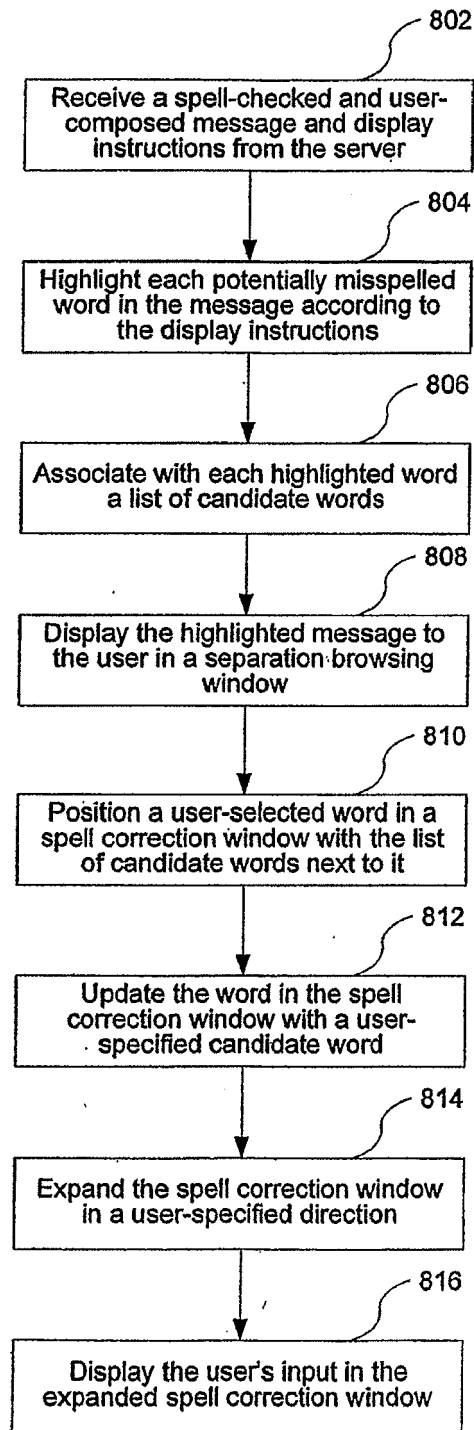 802
Receive a spell-checked and user-
composed message and display
instructions from the server
804
Highlight each potentially misspelled
word in the message according to
the display instructions
806
Associate with each highlighted word
a list of candidate words
808
Display the highlighted message to
the user in a separation browsing
window
810
Position a user-selected word in a
spell correction window with the list
of candidate words next to it
812
Update the word in the spell
correction window with a user-
specified candidate word
814
Expand the spell correction window
in a user-specified direction
816
Display the user's input in the
expanded spell correction window